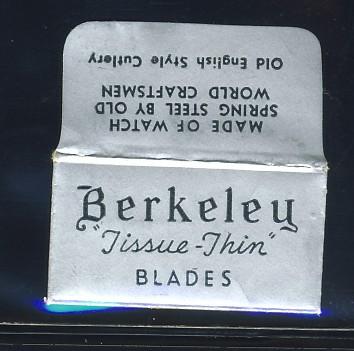 Old English Style Cutlery
WORLD CRAFTSMEN
SPRING STEEL BY OLD
MADE OF WATCH
Berkeley
"Tissue-Thin"
BLADES